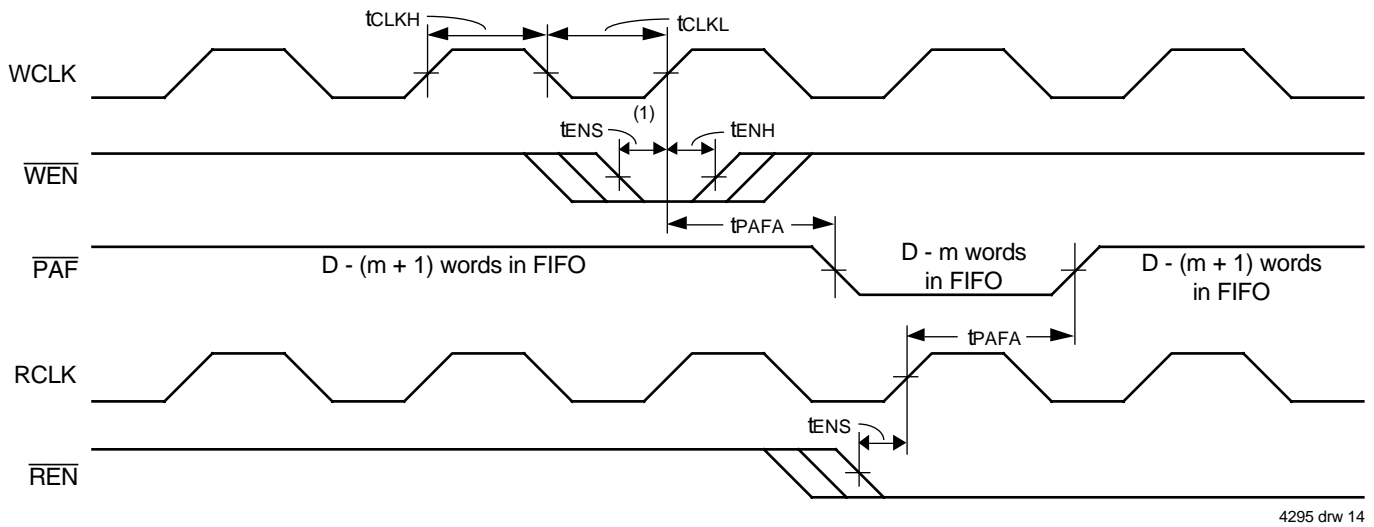 tCLKH
tCLKL
WCLK
(1)
tENS
tENH
WEN
tPAFA
PAF
D - (m + 1) words in FIFO
D - m words
in FIFO
D - (m + 1) words
in FIFO
tPAFA
RCLK
tENS
REN
4295 drw 14